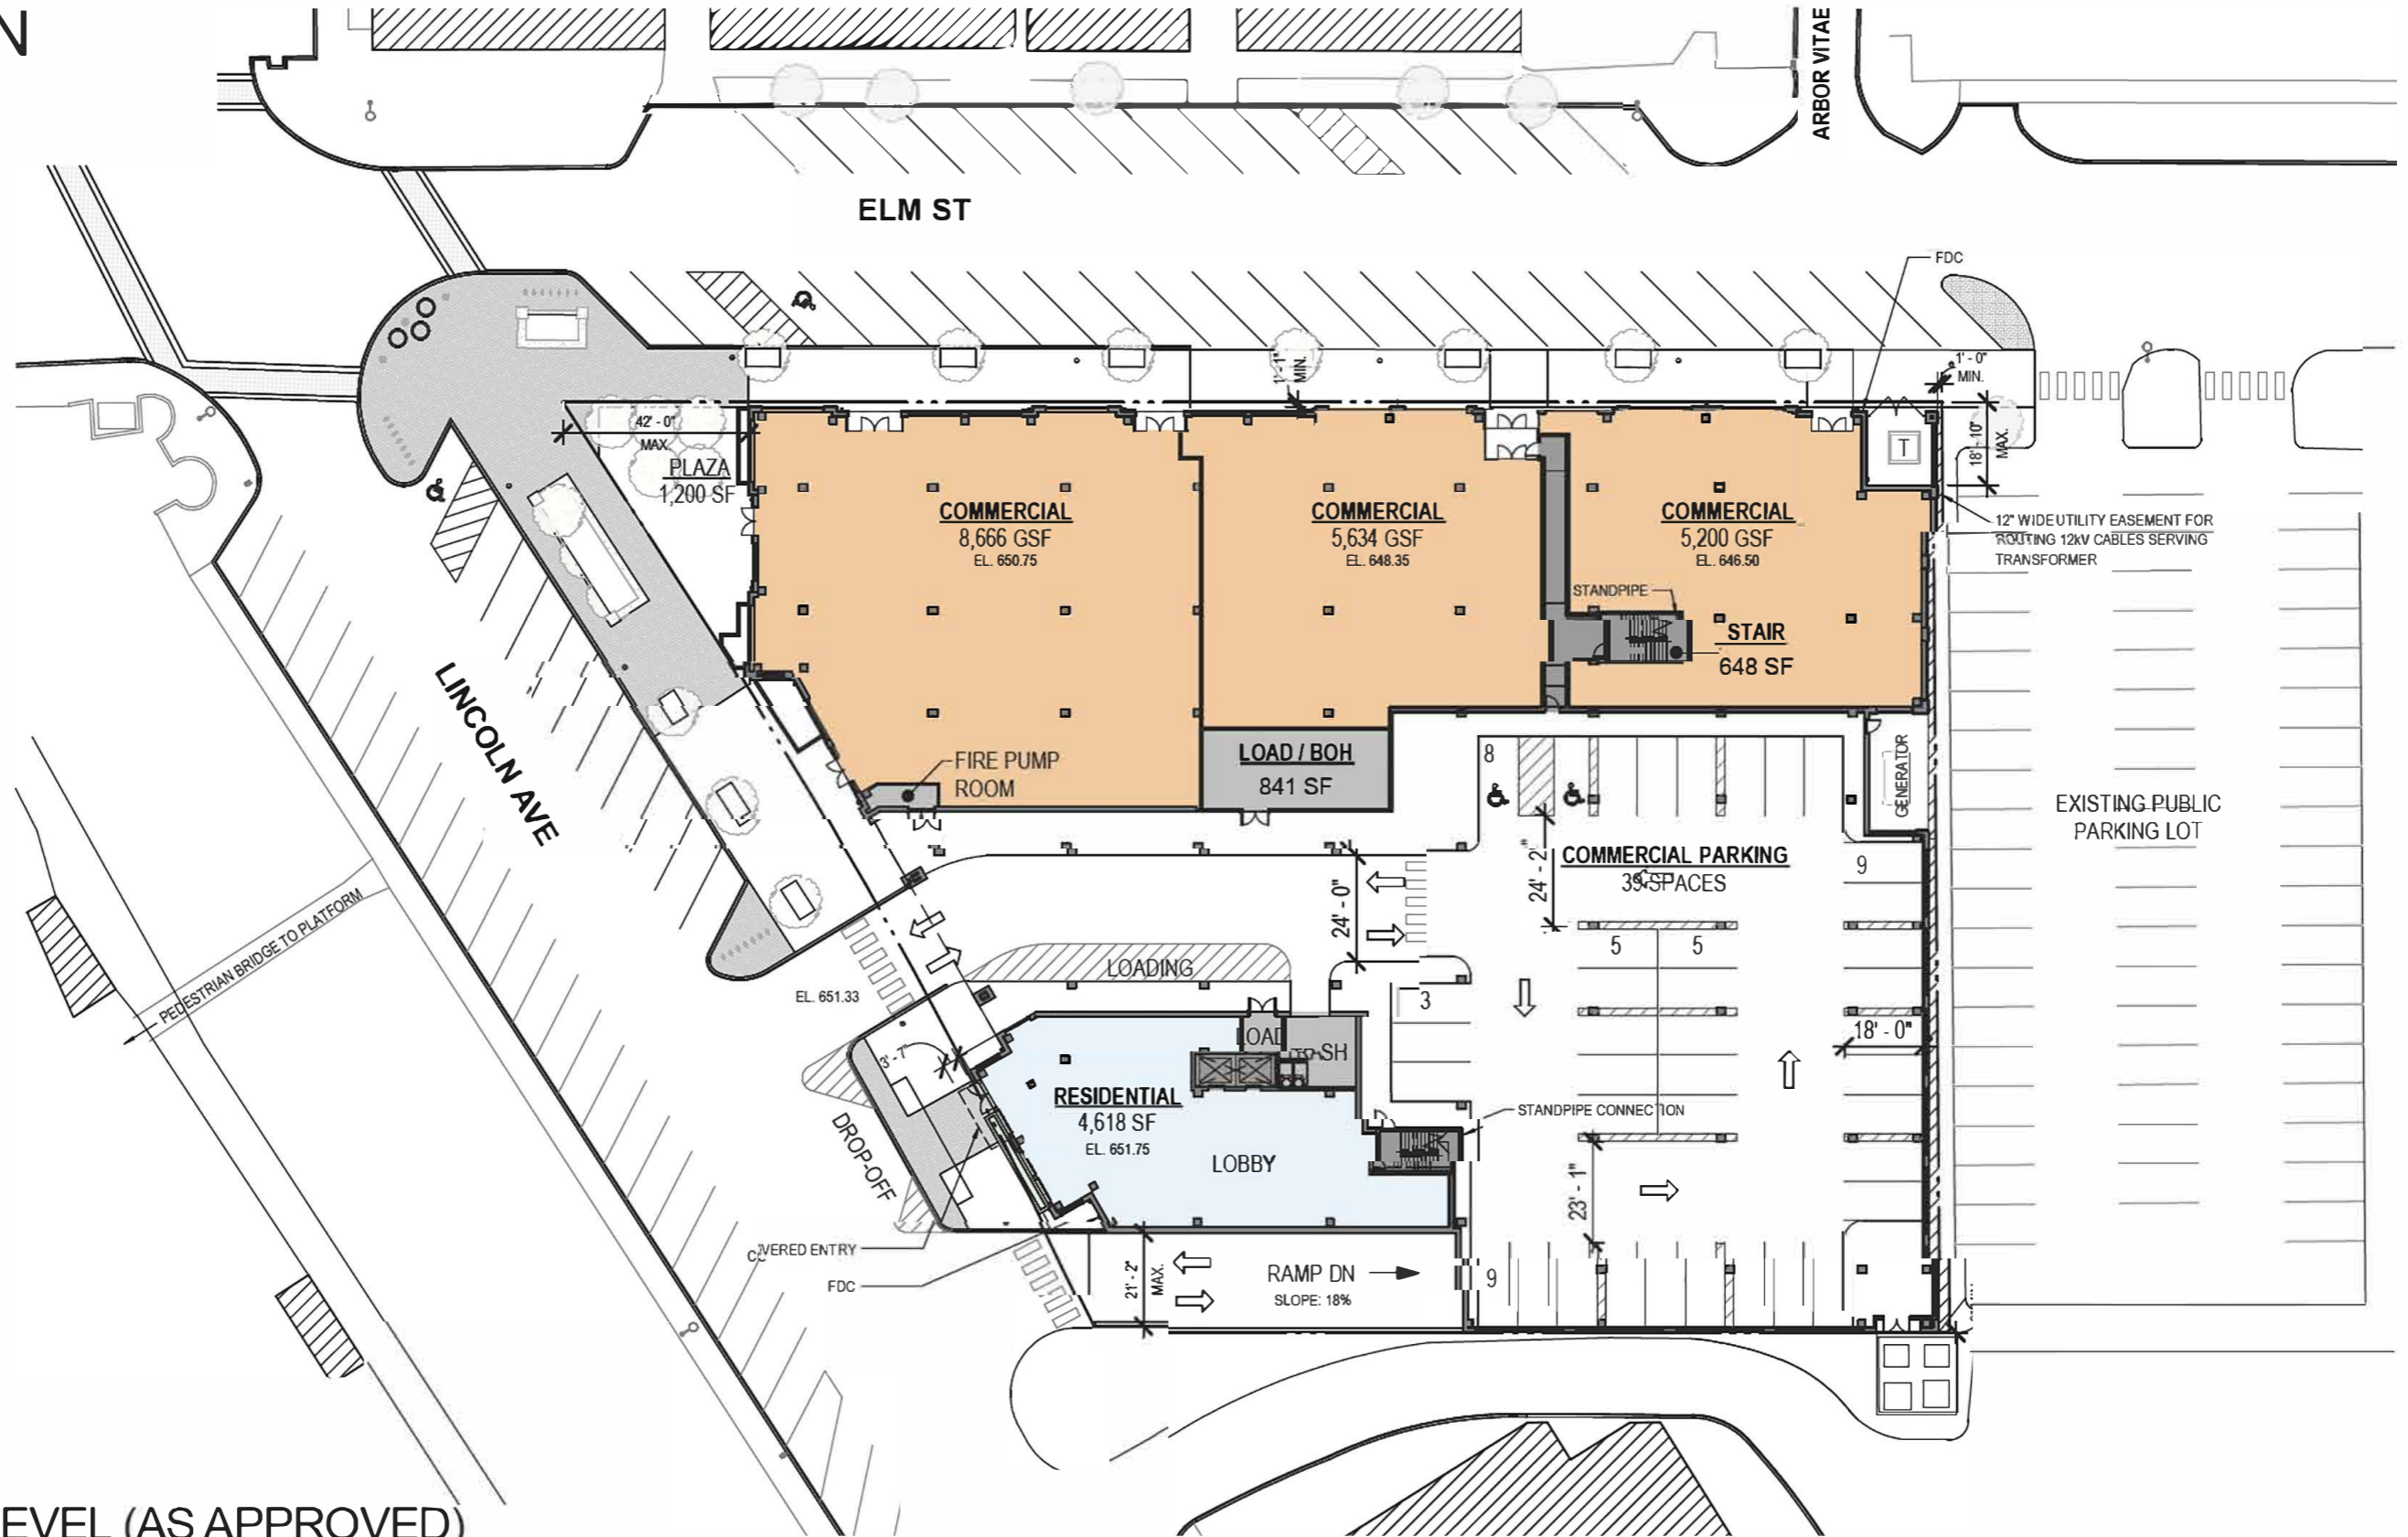 N
ARBOR VITAE
ELM ST
FDC
1' - 0"
MIN.
1' - 1"
MIN.
42' - 0"
MAX
PLAZA
1,200 SF
18' - 10"
MAX.
T
COMMERCIAL
8,666 GSF
EL. 650.75
COMMERCIAL
5,634 GSF
EL. 648.35
COMMERCIAL
5,200 GSF
EL. 646.50
12" WIDE UTILITY EASEMENT FOR
ROUTING 12kV CABLES SERVING
TRANSFORMER
STANDPIPE
STAIR
648 SF
LINCOLN AVE
FIRE PUMP
ROOM
LOAD / BOH
841 SF
8
GENERATOR
EXISTING PUBLIC
PARKING LOT
COMMERCIAL PARKING
39 SPACES
9
24' - 2"
24' - 0"
5 5
PEDESTRIAN BRIDGE TO PLATFORM
LOADING
EL. 651.33
3
18' - 0"
LOAD
TRASH
3' - 7"
RESIDENTIAL
4,618 SF
EL. 651.75
LOBBY
STANDPIPE CONNECTION
DROP-OFF
23' - 1"
COVERED ENTRY
FDC
21' - 2"
MAX.
RAMP DN
SLOPE: 18%
9
EVEL (AS APPROVED)